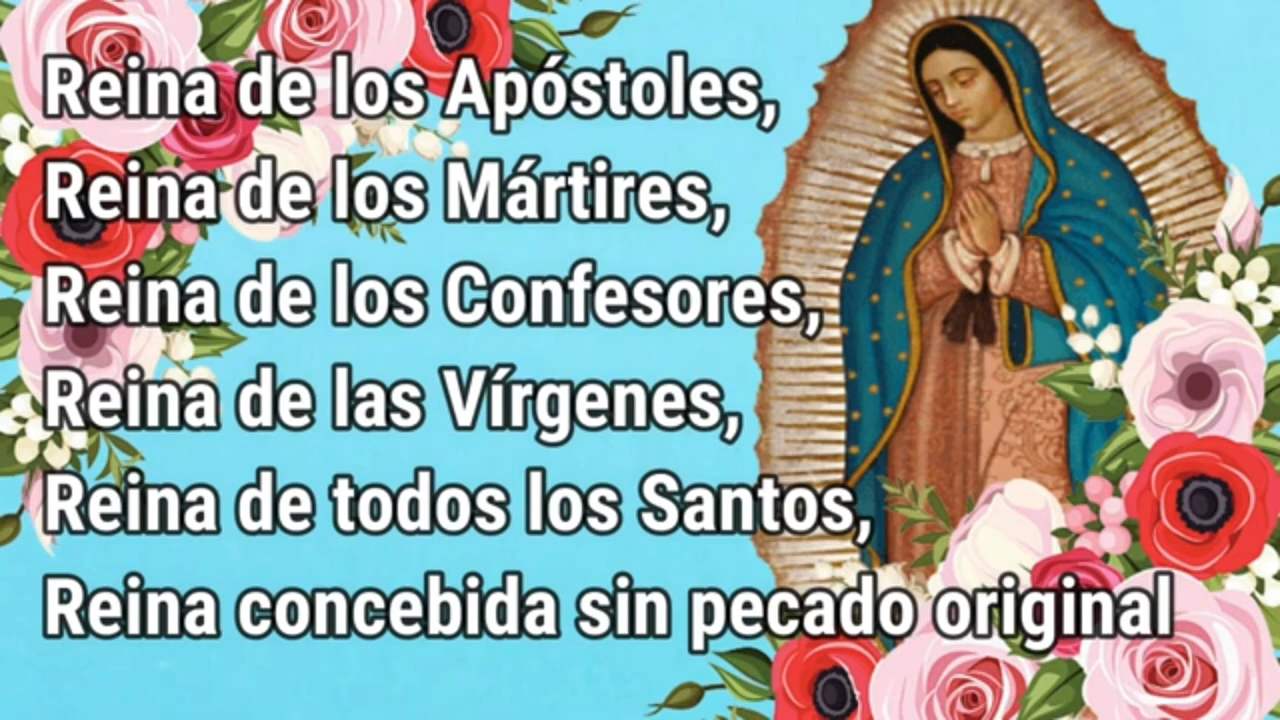 Reina de los Apóstoles,
Reina de los Mártires,
Reina de los Confesores,
Reina de las Vírgenes,
Reina de todos los Santos,
Reina concebida sin pecado original